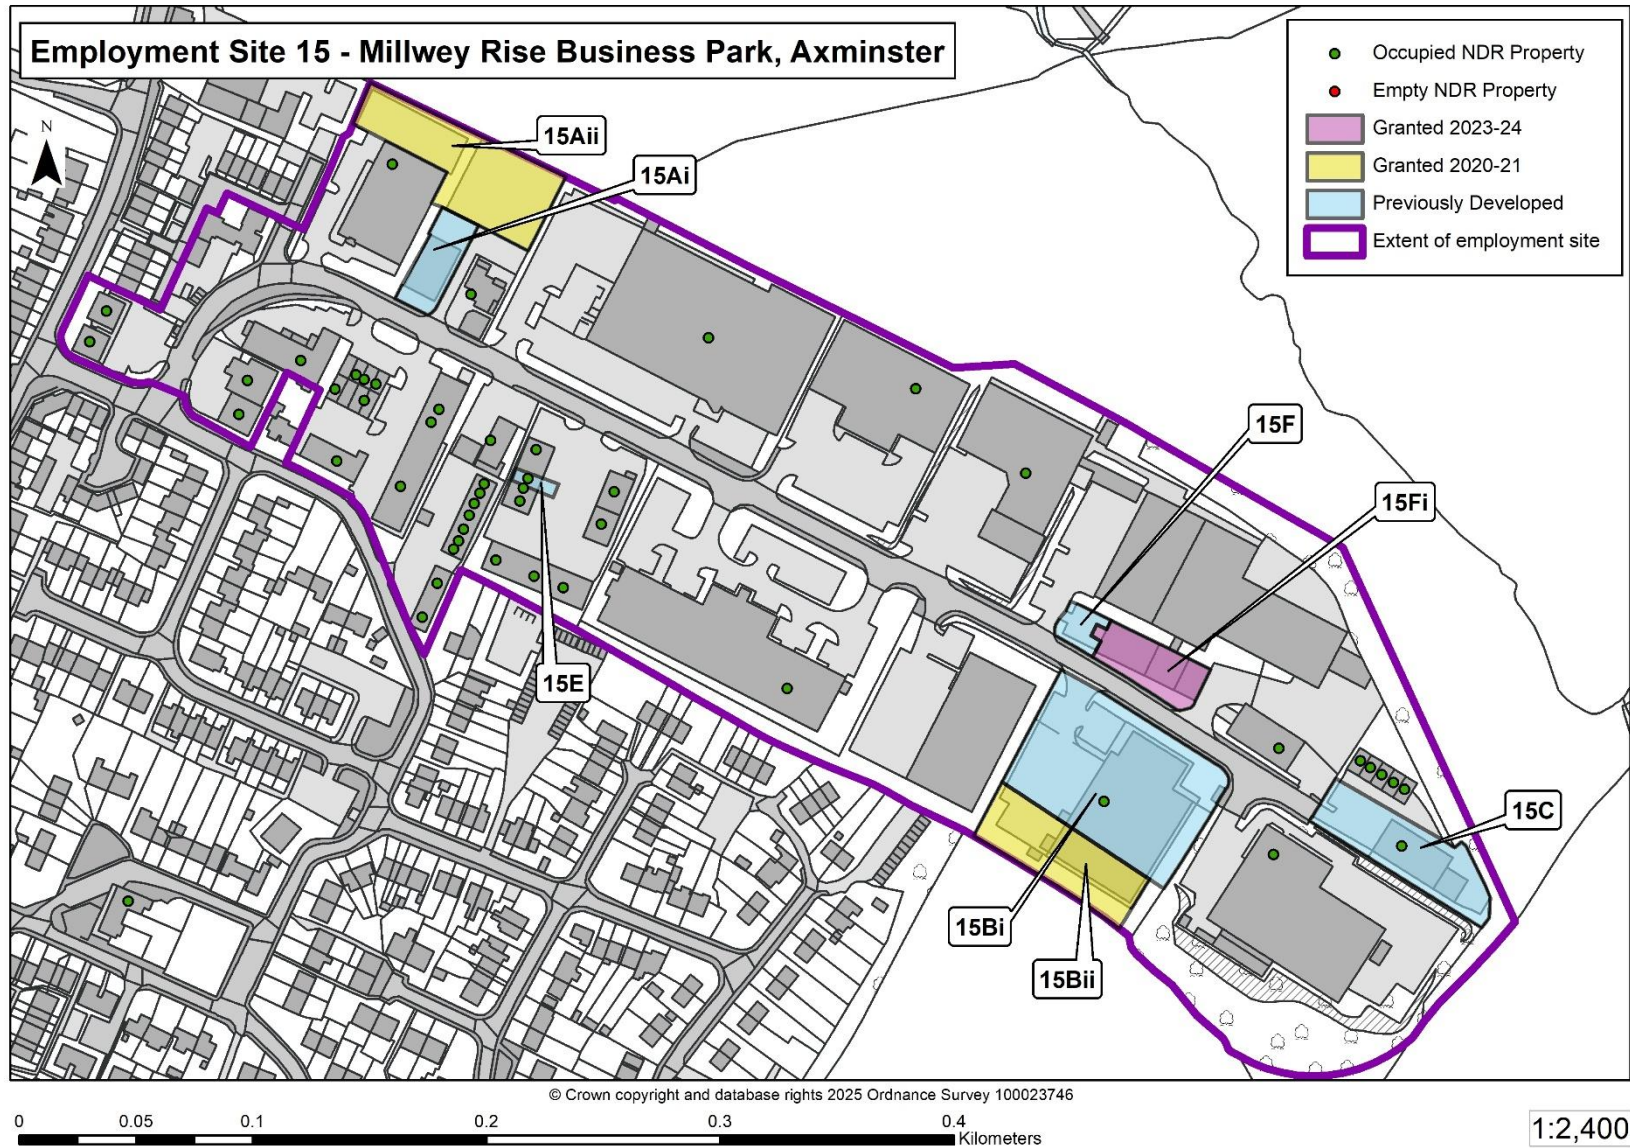 Employment Site 15 - Millwey Rise Business Park, Axminster
Occupied NDR Property
Empty NDR Property
Granted 2023-24
Granted 2020-21
Previously Developed
Extent of employment site
N
15Aii
15Ai
15F
15Fi
15E
15C
15Bi
15Bii
© Crown copyright and database rights 2025 Ordnance Survey 100023746
0 0.05 0.1 0.2 0.3 0.4
Kilometers
1:2,400